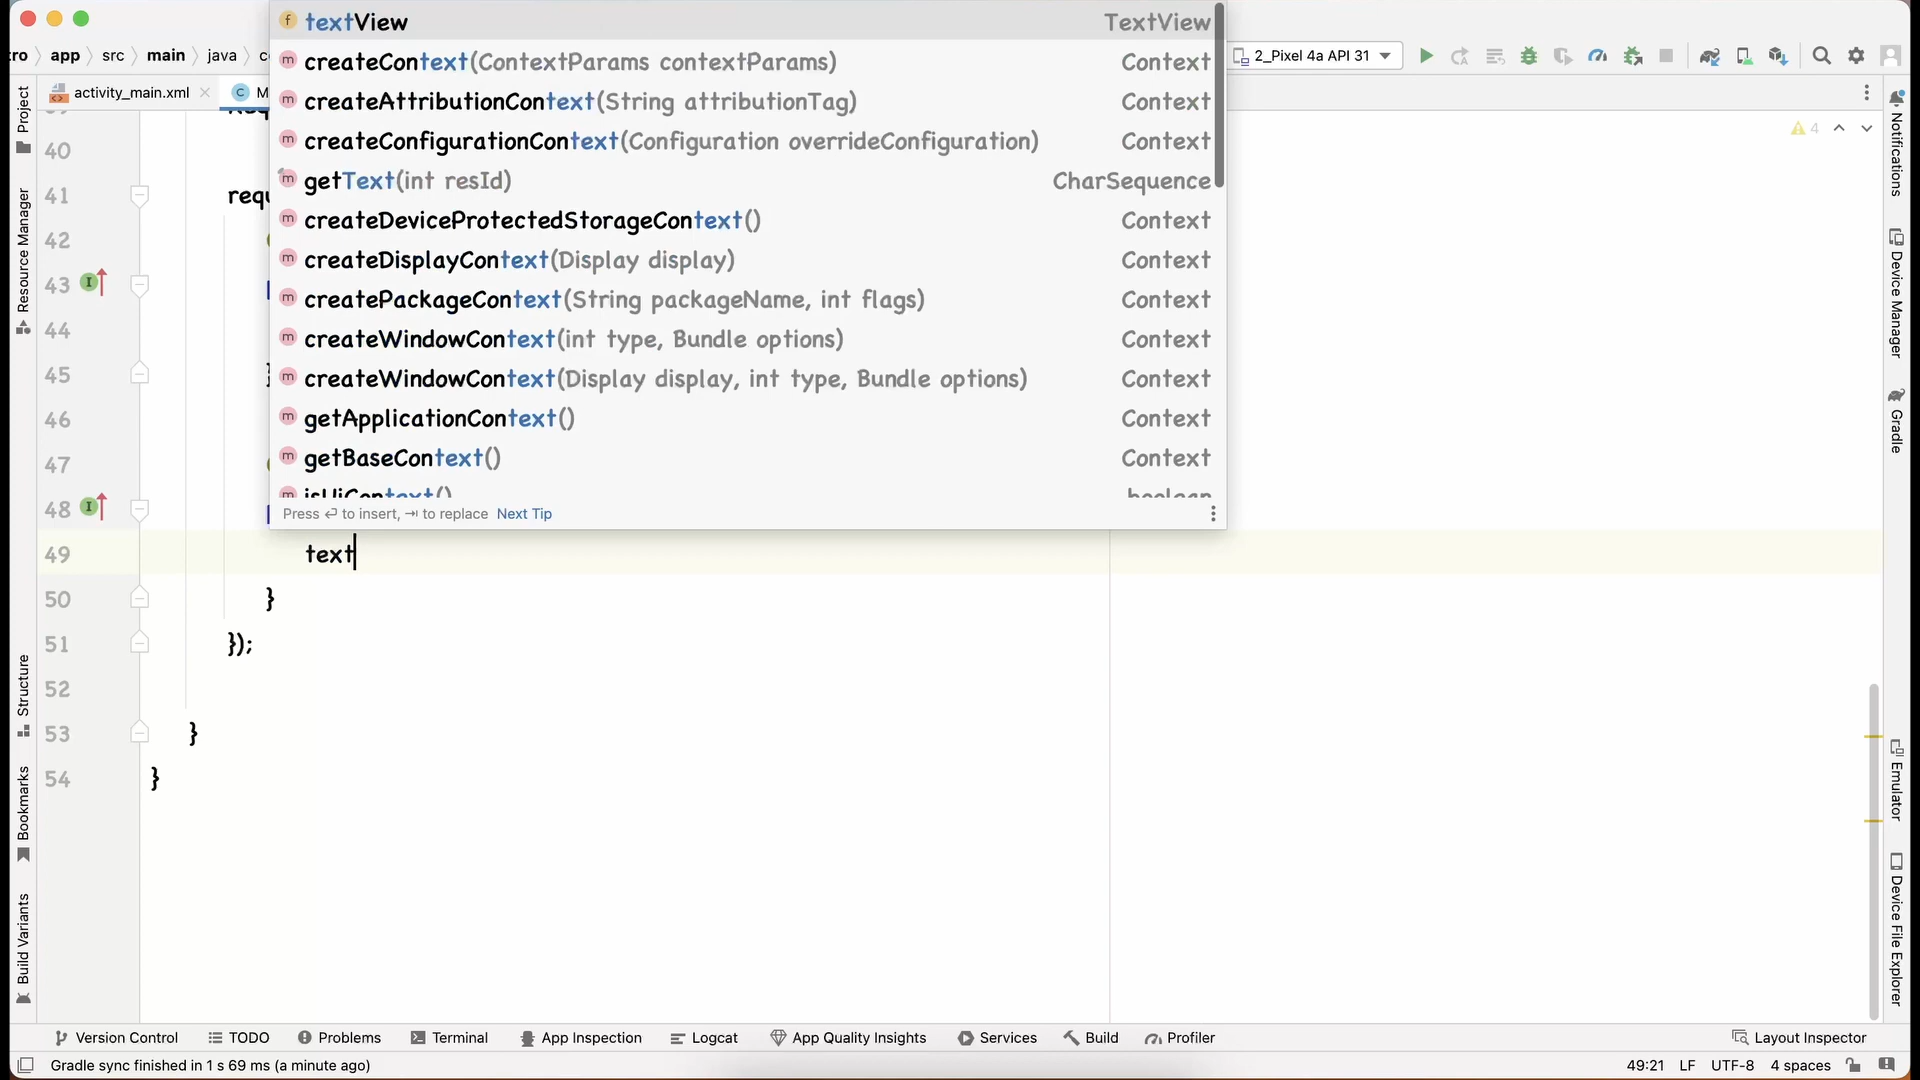 textView TextView
tro app src main java c
createContext(ContextParams contextParams) Context
2_Pixel 4a API 31
activity_main.xml
createAttributionContext(String attributionTag) Context
createConfigurationContext(Configuration overrideConfiguration) Context
4
40
getText(int resId) CharSequence
41 requ
createDeviceProtectedStorageContext() Context
42
createDisplayContext(Display display) Context
43
createPackageContext(String packageName, int flags) Context
44
createWindowContext(int type, Bundle options) Context
45 }
createWindowContext(Display display, int type, Bundle options) Context
46
getApplicationContext() Context
47
getBaseContext() Context
isUiContext() boolean
48
Press ↵ to insert, ⇥ to replace Next Tip
49 text
50 }
51 });
52
53 }
54 }
Project
Resource Manager
Structure
Bookmarks
Build Variants
Notifications
Device Manager
Gradle
Emulator
Device File Explorer
Version Control TODO Problems Terminal App Inspection Logcat App Quality Insights Services Build Profiler Layout Inspector
Gradle sync finished in 1 s 69 ms (a minute ago) 49:21 LF UTF-8 4 spaces